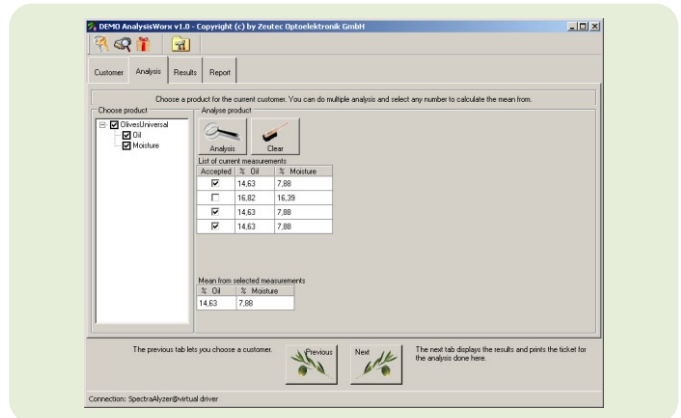 DEMO AnalysisWorx v1.0 - Copyright (c) by Zeutec Optoelektronik GmbH
Customer Analysis Results Report
Choose a product for the current customer. You can do multiple analysis and select any number to calculate the mean from.
Choose product
OlivesUniversal
Oil
Moisture
Analyse product
Analysis Clear
List of current measurements
Accepted % Oil % Moisture
14,63 7,88
16,82 16,39
14,63 7,88
14,63 7,88
Mean from selected measurements
% Oil % Moisture
14,63 7,88
The previous tab lets you choose a customer.
Previous Next
The next tab displays the results and prints the ticket for
the analysis done here.
Connection: SpectraAlyzer@virtual driver